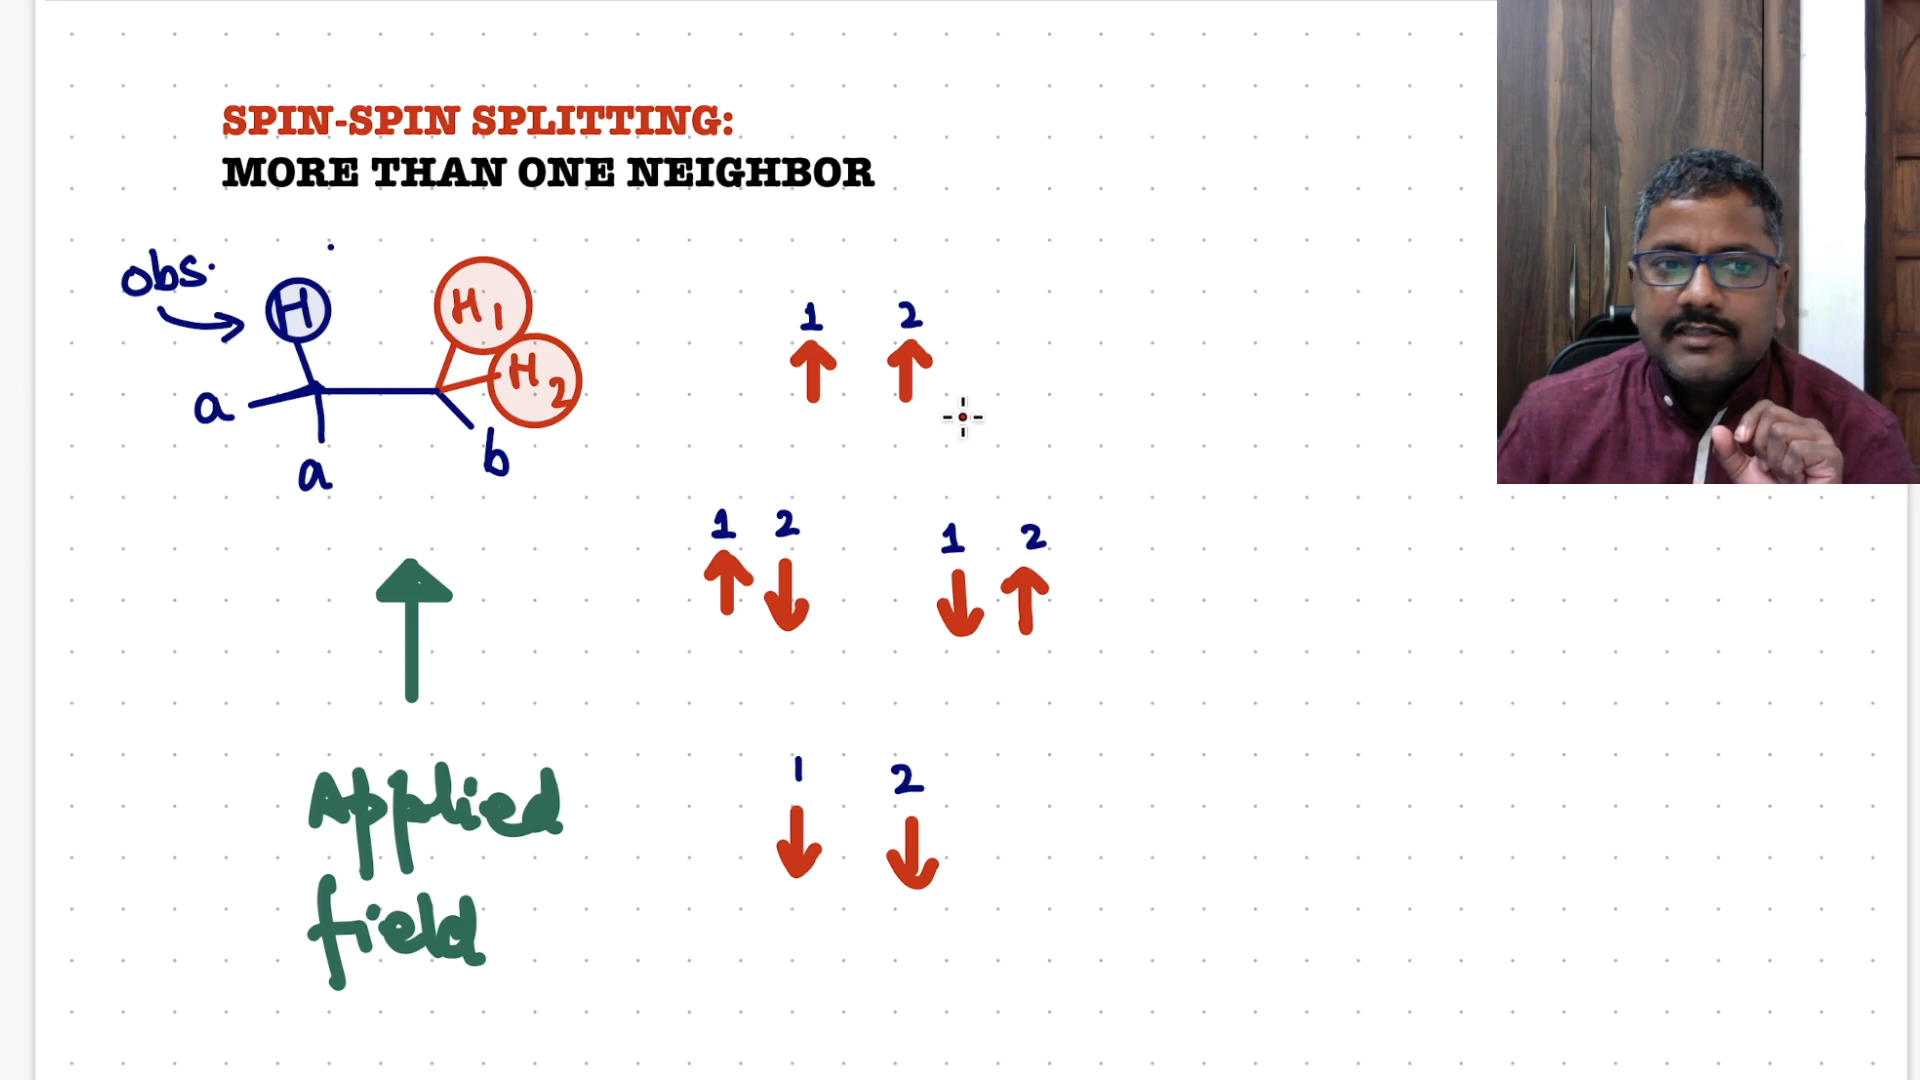 SPIN-SPIN SPLITTING:
MORE THAN ONE NEIGHBOR
obs.
H
H1
H2
a
a
b
1 2
1 2
1 2
1 2
Applied
field